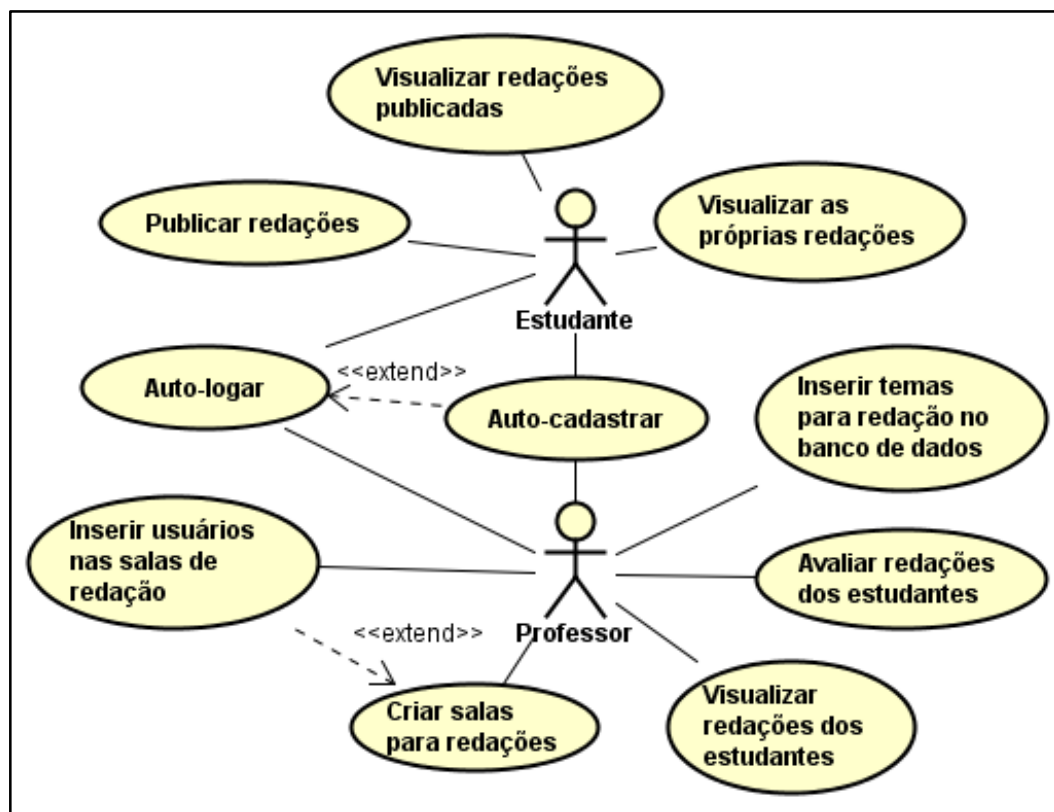 Visualizar redações
publicadas
Publicar redações
Visualizar as
próprias redações
Estudante
Auto-logar
<<extend>>
Auto-cadastrar
Inserir temas
para redação no
banco de dados
Inserir usuários
nas salas de
redação
Avaliar redações
dos estudantes
<<extend>>
Professor
Criar salas
para redações
Visualizar
redações dos
estudantes